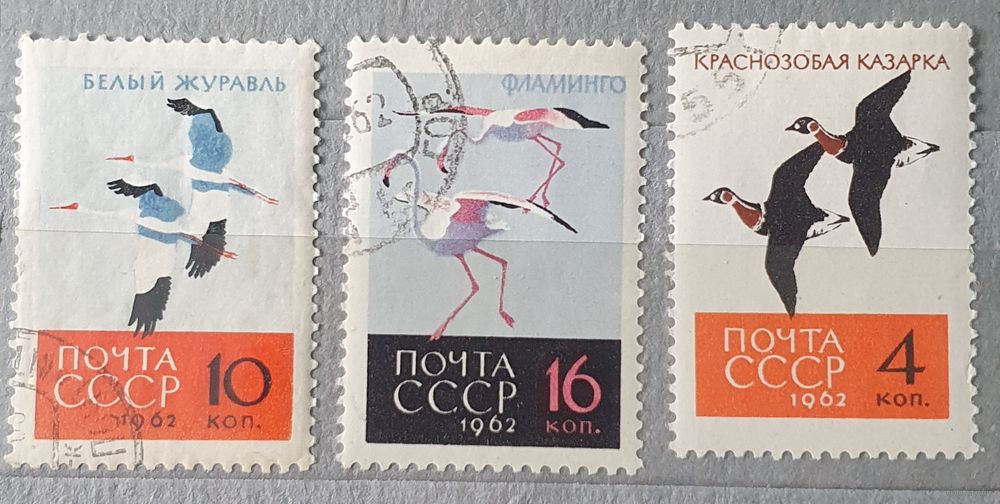 БЕЛЫЙ ЖУРАВЛЬ
ПОЧТА
СССР
1962
10
коп.
ФЛАМИНГО
ПОЧТА
СССР
1962
16
коп.
КРАСНОЗОБАЯ КАЗАРКА
ПОЧТА
СССР
1962
4
коп.